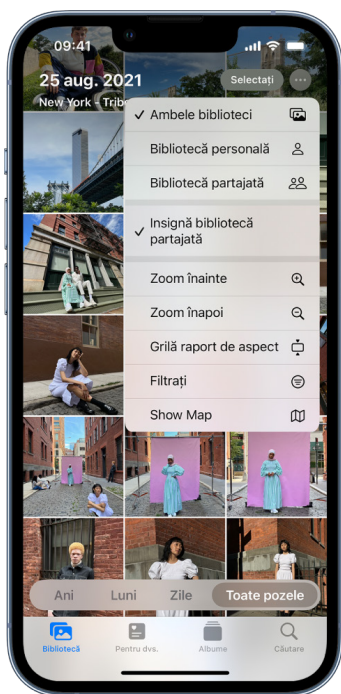 09:41
25 aug. 2021
Selectați
New York - Trib
Ambele biblioteci
Bibliotecă personală
Bibliotecă partajată
Insignă bibliotecă
partajată
Zoom înainte
Zoom înapoi
Grilă raport de aspect
Filtrați
Show Map
Ani Luni Zile Toate pozele
Bibliotecă Pentru dvs. Albume Căutare